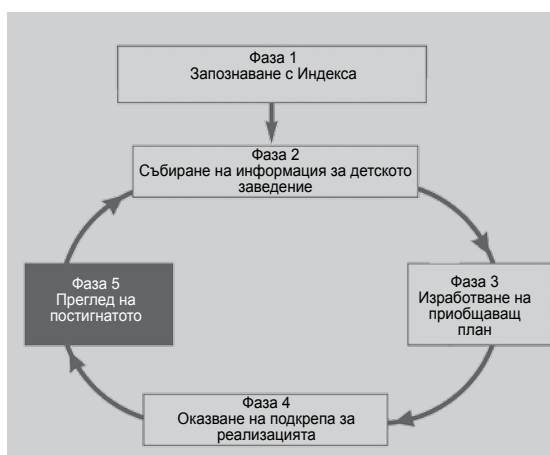 Фаза 1
Запознаване с Индекса
Фаза 2
Събиране на информация за детското
заведение
Фаза 3
Изработване на
приобщаващ
план
Фаза 4
Оказване на подкрепа за
реализацията
Фаза 5
Преглед на
постигнатото